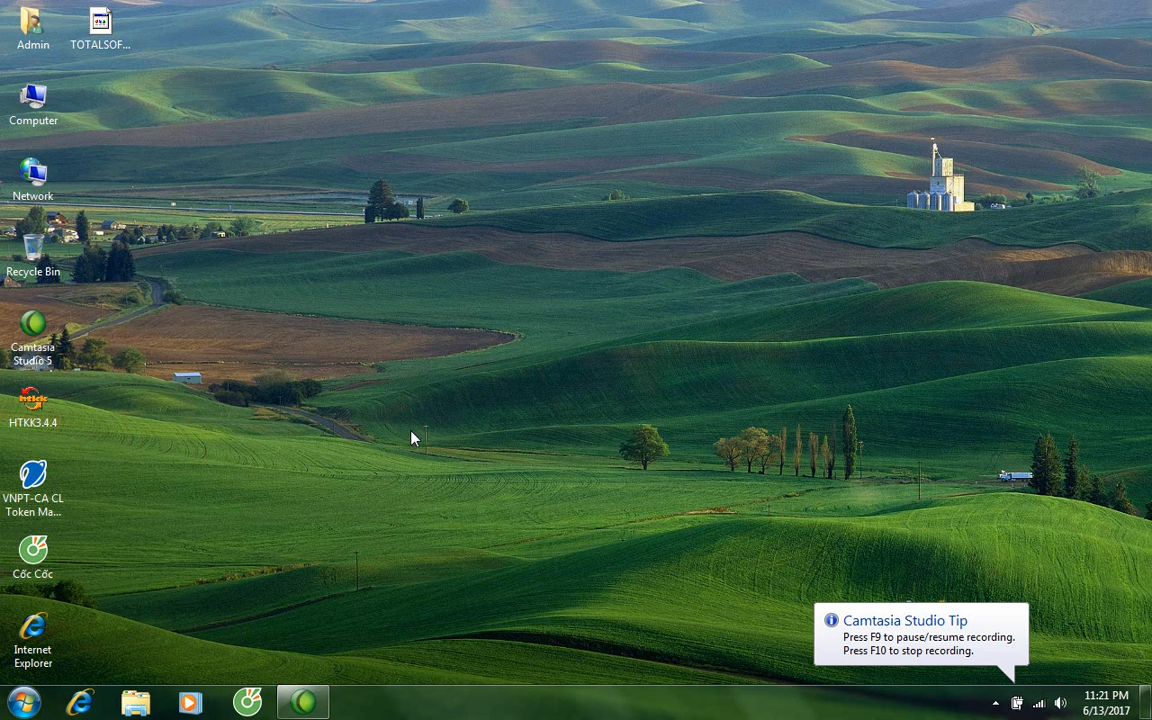 Admin
TOTALSOF...
Computer
Network
Recycle Bin
Camtasia
Studio 5
htkk
HTKK3.4.4
VNPT-CA CL
Token Ma...
Cốc Cốc
Internet
Explorer
Camtasia Studio Tip
Press F9 to pause/resume recording.
Press F10 to stop recording.
11:21 PM
6/13/2017